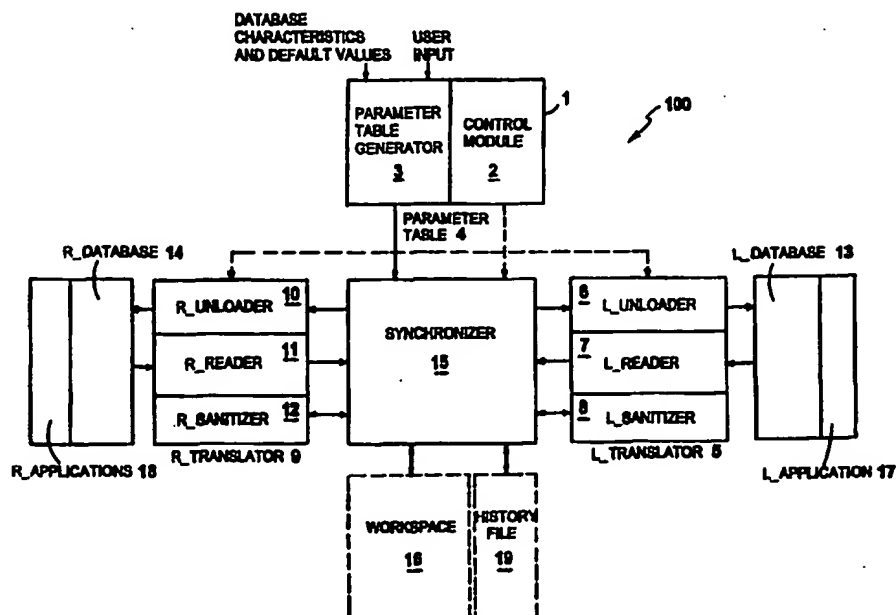 DATABASE
CHARACTERISTICS
AND DEFAULT VALUES
USER
INPUT
PARAMETER
TABLE
GENERATOR
3
CONTROL
MODULE
2
1
100
PARAMETER
TABLE 4
R_DATABASE 14
L_DATABASE 13
R_UNLOADER 10
R_READER 11
R_SANITIZER 12
SYNCHRONIZER
15
6 L_UNLOADER
7 L_READER
8 L_SANITIZER
R_APPLICATIONS 18
R_TRANSLATOR 9
L_TRANSLATOR 5
L_APPLICATION 17
WORKSPACE
16
HISTORY
FILE
19